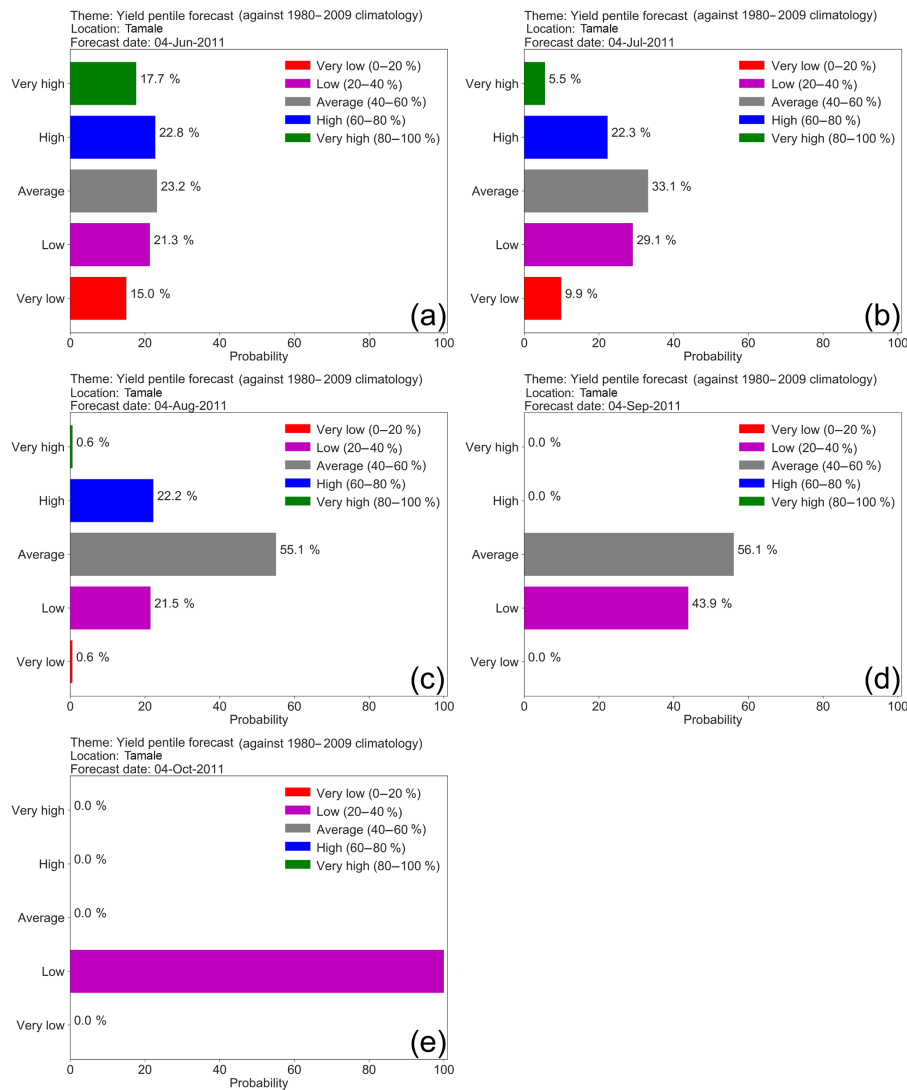 Theme: Yield pentile forecast (against 1980–2009 climatology)
Location: Tamale
Forecast date: 04-Jun-2011
Very high
17.7 %
High
22.8 %
Average
23.2 %
Low
21.3 %
Very low
15.0 %
Very low (0–20 %)
Low (20–40 %)
Average (40–60 %)
High (60–80 %)
Very high (80–100 %)
(a)
0 20 40 60 80 100
Probability
Theme: Yield pentile forecast (against 1980–2009 climatology)
Location: Tamale
Forecast date: 04-Jul-2011
Very high
5.5 %
High
22.3 %
Average
33.1 %
Low
29.1 %
Very low
9.9 %
Very low (0–20 %)
Low (20–40 %)
Average (40–60 %)
High (60–80 %)
Very high (80–100 %)
(b)
0 20 40 60 80 100
Probability
Theme: Yield pentile forecast (against 1980–2009 climatology)
Location: Tamale
Forecast date: 04-Aug-2011
Very high
0.6 %
High
22.2 %
Average
55.1 %
Low
21.5 %
Very low
0.6 %
Very low (0–20 %)
Low (20–40 %)
Average (40–60 %)
High (60–80 %)
Very high (80–100 %)
(c)
0 20 40 60 80 100
Probability
Theme: Yield pentile forecast (against 1980–2009 climatology)
Location: Tamale
Forecast date: 04-Sep-2011
Very high
0.0 %
High
0.0 %
Average
56.1 %
Low
43.9 %
Very low
0.0 %
Very low (0–20 %)
Low (20–40 %)
Average (40–60 %)
High (60–80 %)
Very high (80–100 %)
(d)
0 20 40 60 80 100
Probability
Theme: Yield pentile forecast (against 1980–2009 climatology)
Location: Tamale
Forecast date: 04-Oct-2011
Very high
0.0 %
High
0.0 %
Average
0.0 %
Low
Very low
0.0 %
Very low (0–20 %)
Low (20–40 %)
Average (40–60 %)
High (60–80 %)
Very high (80–100 %)
(e)
0 20 40 60 80 100
Probability